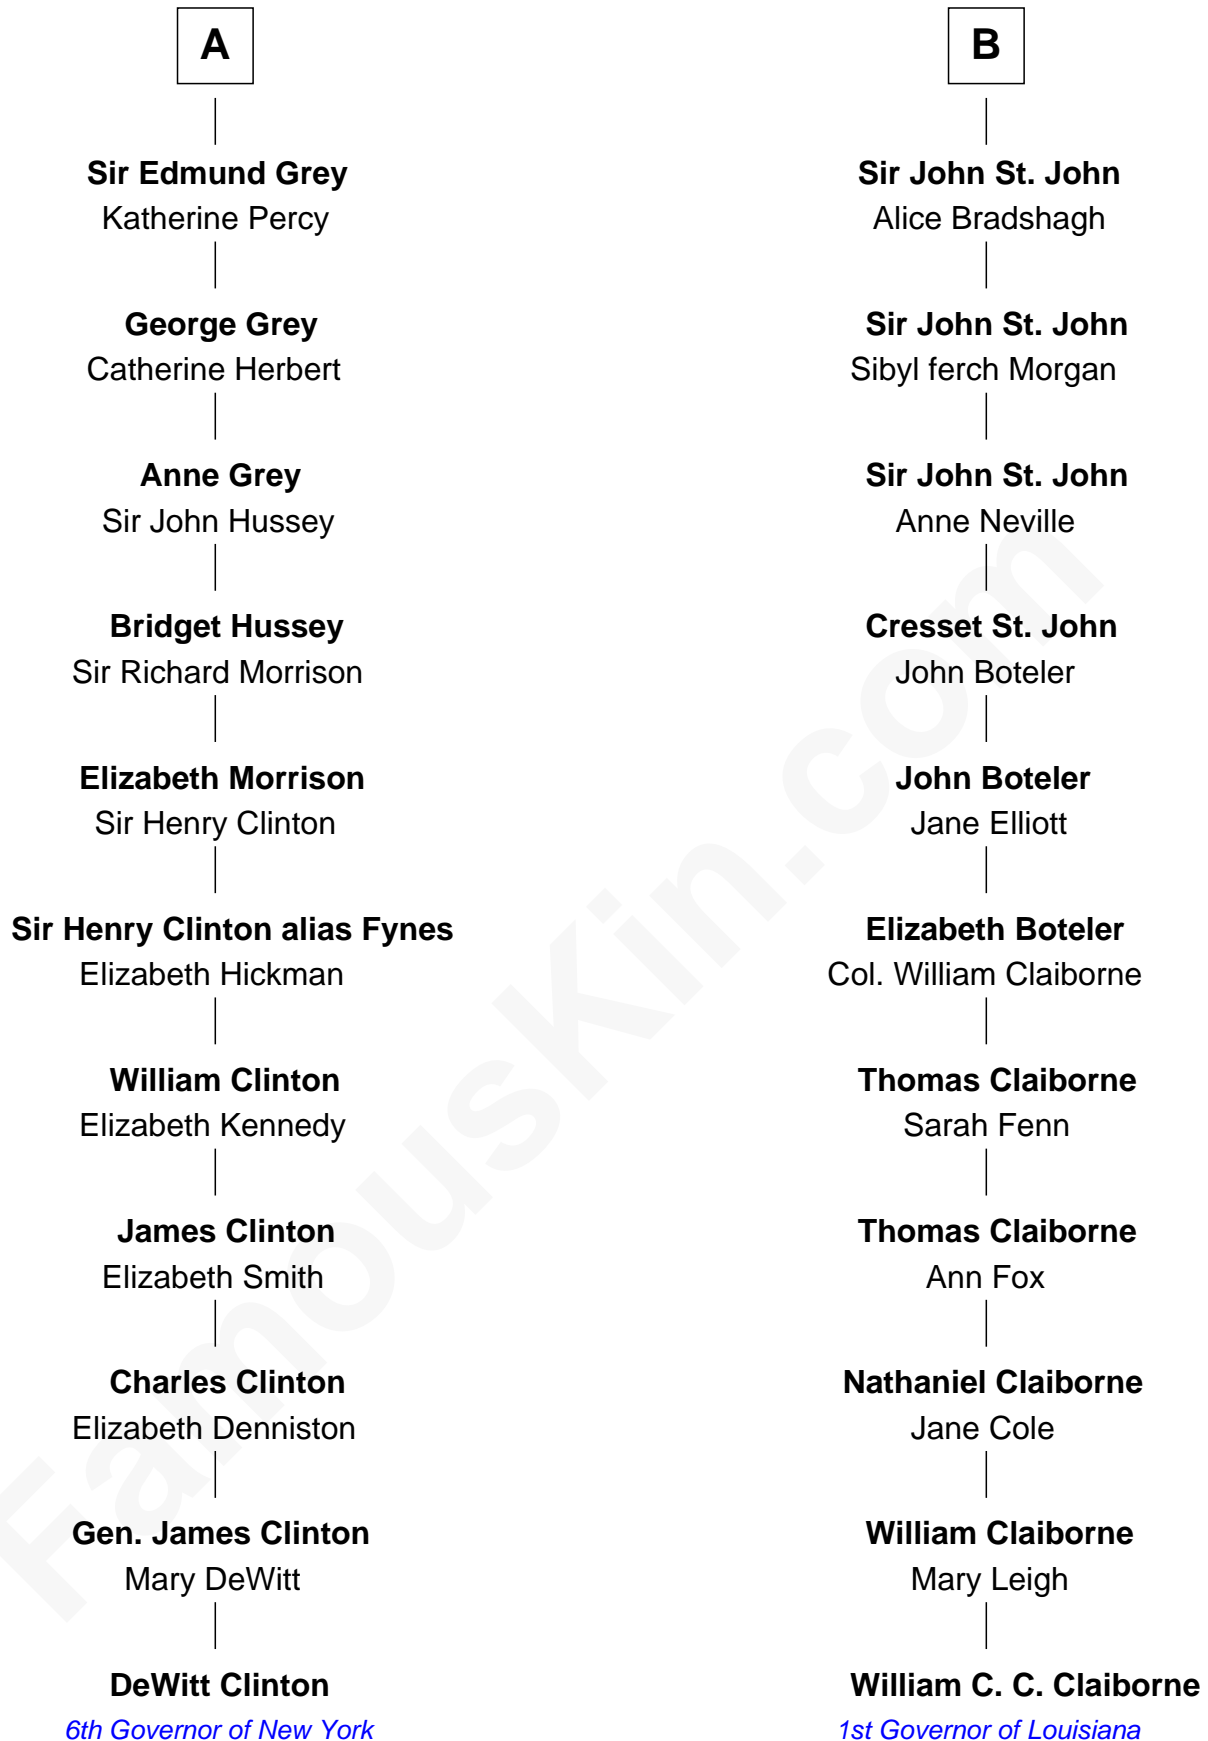 A
Sir Edmund Grey
Katherine Percy
George Grey
Catherine Herbert
Anne Grey
Sir John Hussey
Bridget Hussey
Sir Richard Morrison
Elizabeth Morrison
Sir Henry Clinton
Sir Henry Clinton alias Fynes
Elizabeth Hickman
William Clinton
Elizabeth Kennedy
James Clinton
Elizabeth Smith
Charles Clinton
Elizabeth Denniston
Gen. James Clinton
Mary DeWitt
DeWitt Clinton
6th Governor of New York
B
Sir John St. John
Alice Bradshagh
Sir John St. John
Sibyl ferch Morgan
Sir John St. John
Anne Neville
Cresset St. John
John Boteler
John Boteler
Jane Elliott
Elizabeth Boteler
Col. William Claiborne
Thomas Claiborne
Sarah Fenn
Thomas Claiborne
Ann Fox
Nathaniel Claiborne
Jane Cole
William Claiborne
Mary Leigh
William C. C. Claiborne
1st Governor of Louisiana
FamousKin.com